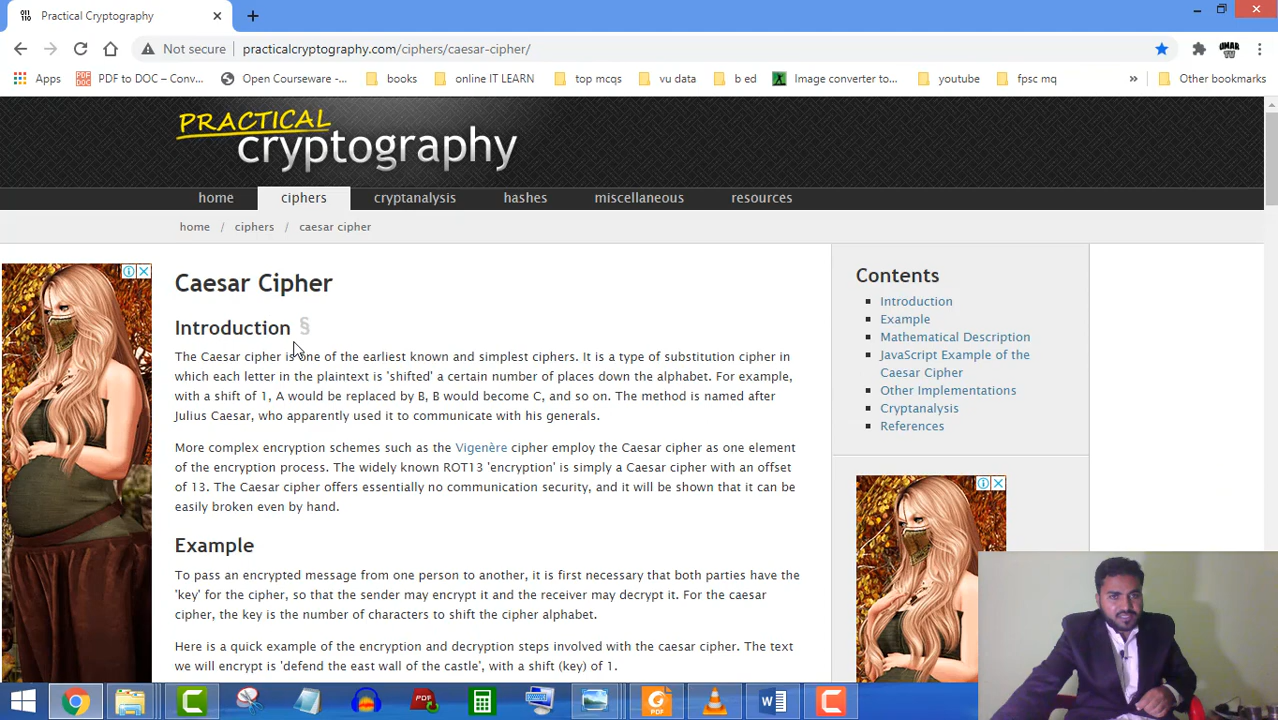 Practical Cryptography
Not secure
practicalcryptography.com/ciphers/caesar-cipher/
Apps
PDF to DOC – Conv...
Open Courseware -...
books
online IT LEARN
top mcqs
vu data
b ed
Image converter to...
youtube
fpsc mq
»
Other bookmarks
PRACTICAL
cryptography
home
ciphers
cryptanalysis
hashes
miscellaneous
resources
home / ciphers / caesar cipher
Caesar Cipher
Introduction §
The Caesar cipher is one of the earliest known and simplest ciphers. It is a type of substitution cipher in
which each letter in the plaintext is 'shifted' a certain number of places down the alphabet. For example,
with a shift of 1, A would be replaced by B, B would become C, and so on. The method is named after
Julius Caesar, who apparently used it to communicate with his generals.
More complex encryption schemes such as the Vigenère cipher employ the Caesar cipher as one element
of the encryption process. The widely known ROT13 'encryption' is simply a Caesar cipher with an offset
of 13. The Caesar cipher offers essentially no communication security, and it will be shown that it can be
easily broken even by hand.
Example
To pass an encrypted message from one person to another, it is first necessary that both parties have the
'key' for the cipher, so that the sender may encrypt it and the receiver may decrypt it. For the caesar
cipher, the key is the number of characters to shift the cipher alphabet.
Here is a quick example of the encryption and decryption steps involved with the caesar cipher. The text
we will encrypt is 'defend the east wall of the castle', with a shift (key) of 1.
Contents
Introduction
Example
Mathematical Description
JavaScript Example of the
Caesar Cipher
Other Implementations
Cryptanalysis
References